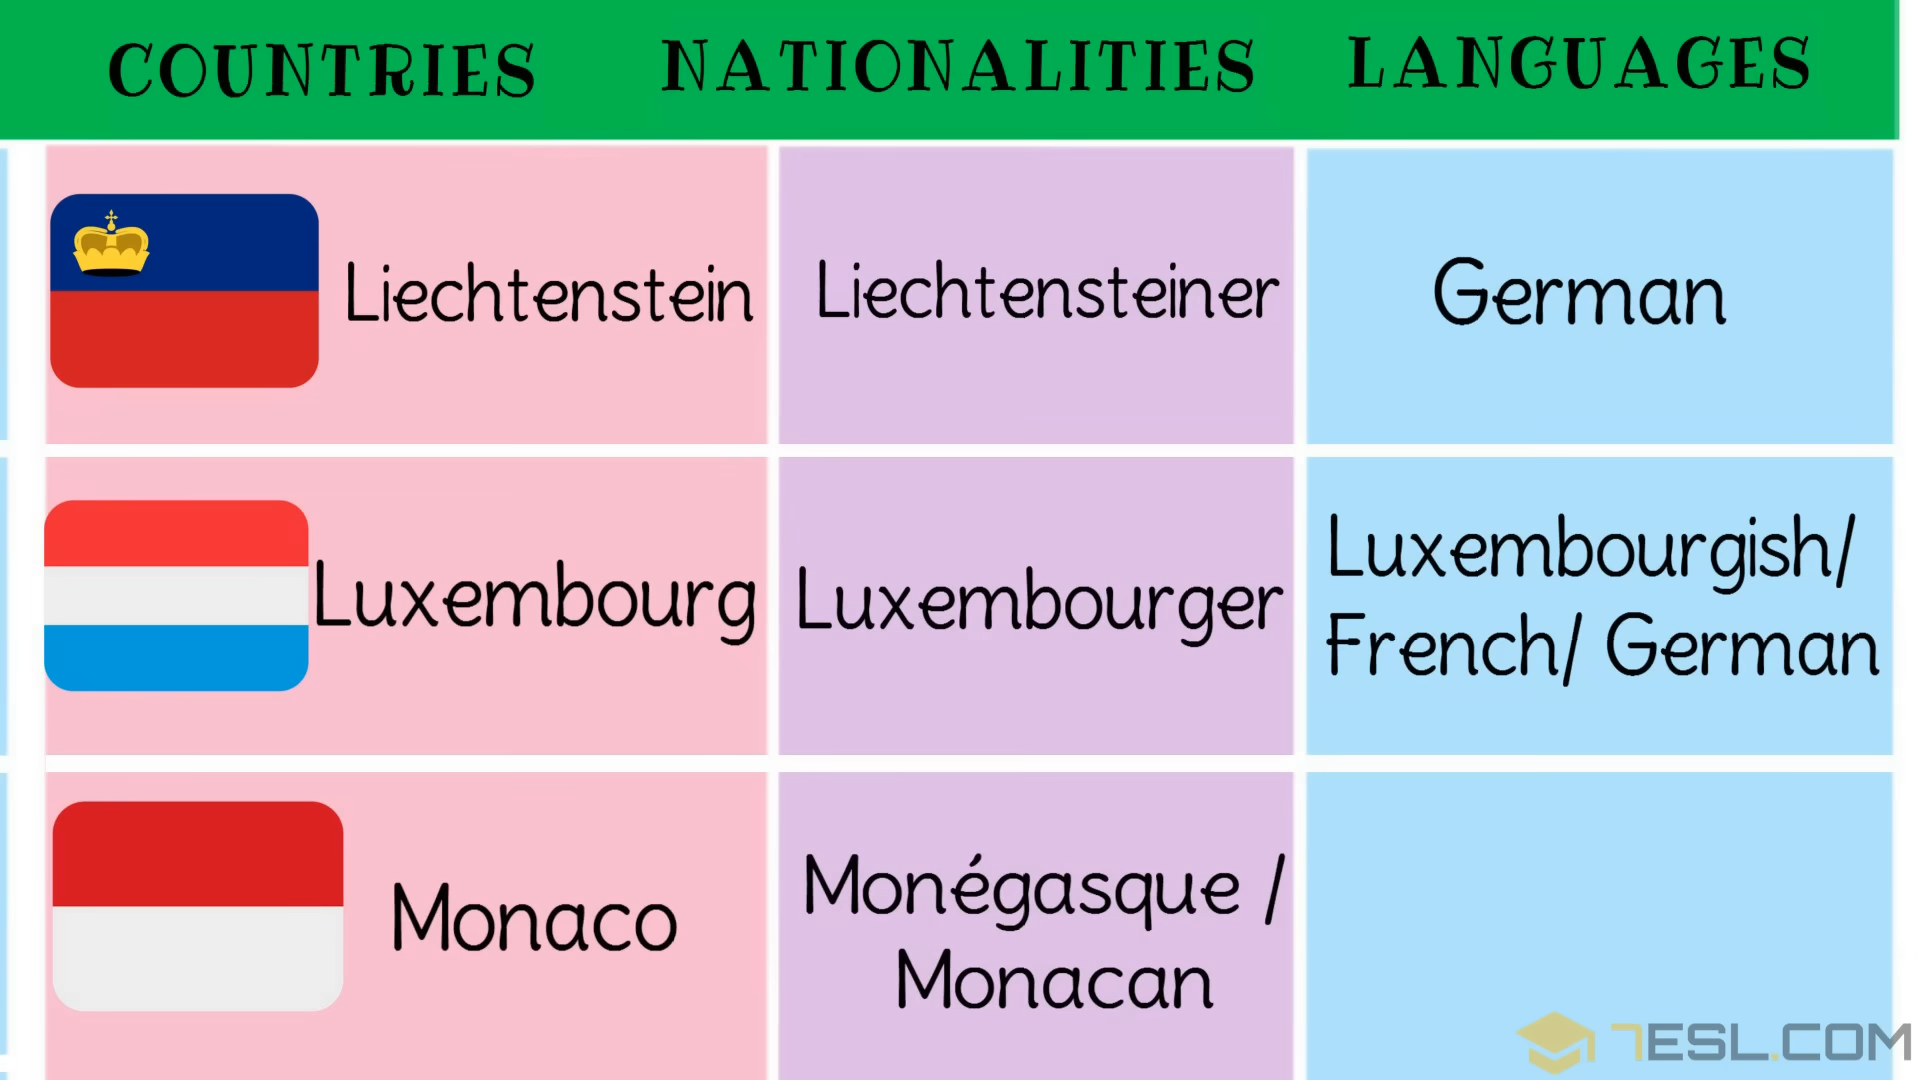 COUNTRIES NATIONALITIES LANGUAGES
Liechtenstein Liechtensteiner German
Luxembourg Luxembourger Luxembourgish/
French/ German
Monaco Monégasque /
Monacan
7ESL.COM